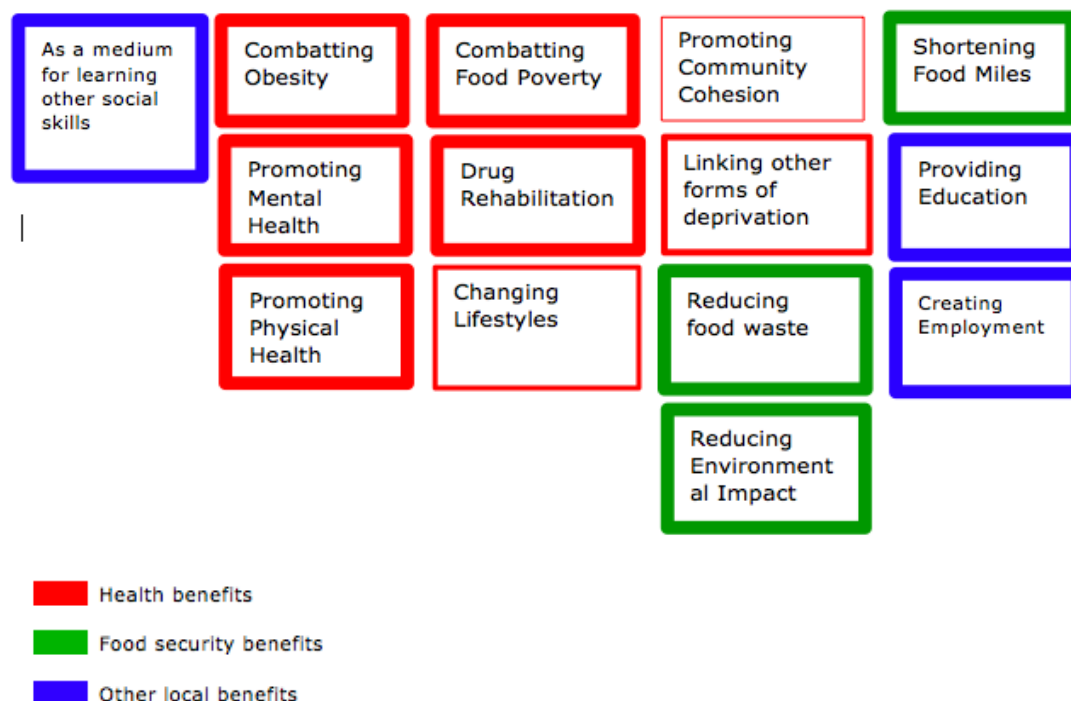 As a medium
for learning
other social
skills
Combatting
Obesity
Combatting
Food Poverty
Promoting
Community
Cohesion
Shortening
Food Miles
Promoting
Mental
Health
Drug
Rehabilitation
Linking other
forms of
deprivation
Providing
Education
Promoting
Physical
Health
Changing
Lifestyles
Reducing
food waste
Creating
Employment
Reducing
Environment
al Impact
Health benefits
Food security benefits
Other local benefits